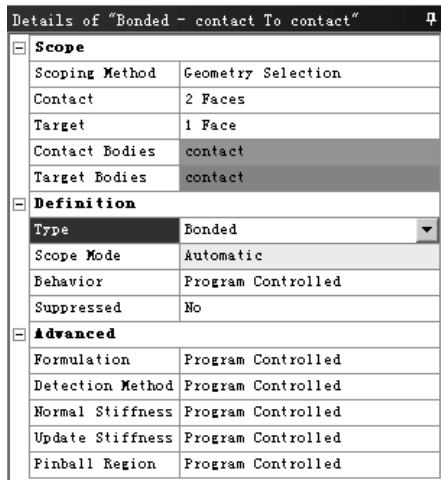 Details of "Bonded - contact To contact"
Scope
Scoping Method Geometry Selection
Contact 2 Faces
Target 1 Face
Contact Bodies contact
Target Bodies contact
Definition
Type Bonded
Scope Mode Automatic
Behavior Program Controlled
Suppressed No
Advanced
Formulation Program Controlled
Detection Method Program Controlled
Normal Stiffness Program Controlled
Update Stiffness Program Controlled
Pinball Region Program Controlled